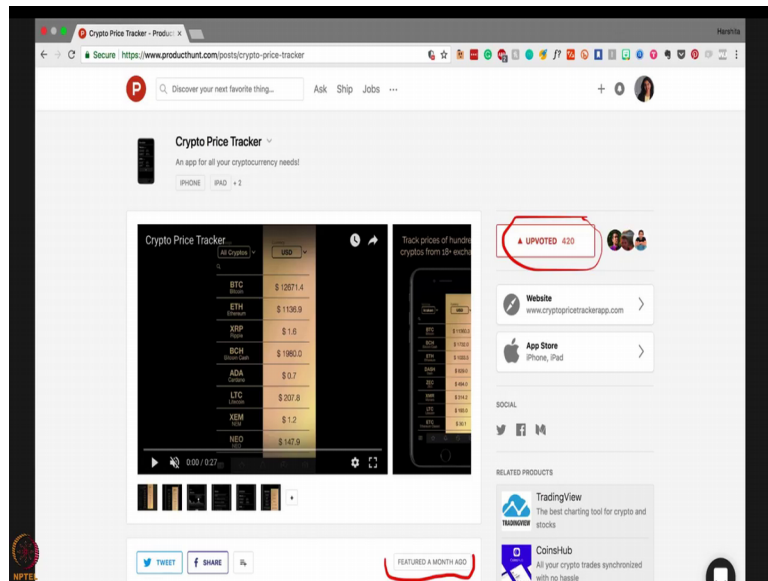 Crypto Price Tracker - Product
Harshita
Secure | https://www.producthunt.com/posts/crypto-price-tracker
P
Discover your next favorite thing...
Ask Ship Jobs
Crypto Price Tracker
An app for all your cryptocurrency needs!
IPHONE IPAD + 2
Crypto Price Tracker
All Cryptos USD
BTC
Bitcoin
$ 12671.4
ETH
Ethereum
$ 1136.9
XRP
Ripple
$ 1.6
BCH
Bitcoin Cash
$ 1980.0
ADA
Cardano
$ 0.7
LTC
Litecoin
$ 207.8
XEM
NEM
$ 1.2
NEO
NEO
$ 147.9
0:00 / 0:27
Track prices of hundre
cryptos from 18+ excha
UPVOTED 420
Website
www.cryptopricetrackerapp.com
App Store
iPhone, iPad
SOCIAL
RELATED PRODUCTS
TradingView
The best charting tool for crypto and
stocks
TRADINGVIEW
CoinsHub
All your crypto trades synchronized
with no hassle
TWEET
SHARE
FEATURED A MONTH AGO
NPTEL